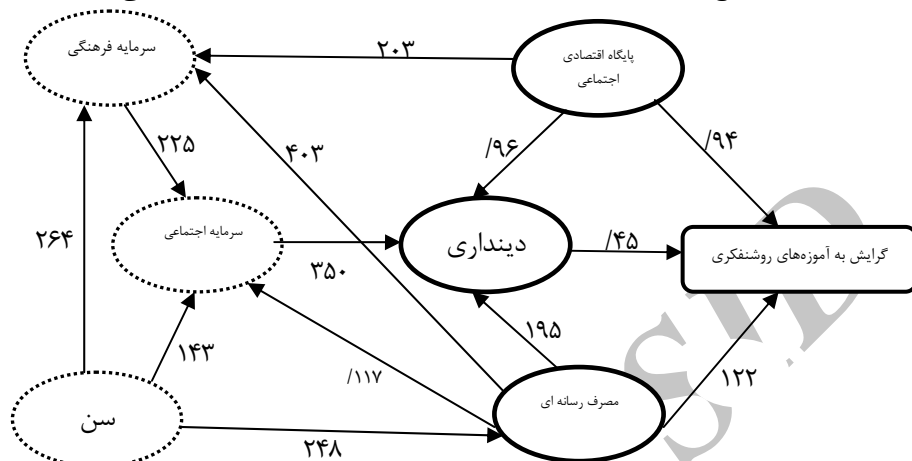 سرمایه فرهنگی
۲۰۳
پایگاه اقتصادی
اجتماعی
۲۲۵
۴۰۳
/۹۶
/۹۴
۲۶۴
سرمایه اجتماعی
۳۵۰
دینداری
/۴۵
گرایش به آموزه‌های روشنفکری
۱۴۳
/۱۱۷
۱۹۵
۱۲۲
سن
۲۴۸
مصرف رسانه ای
SID